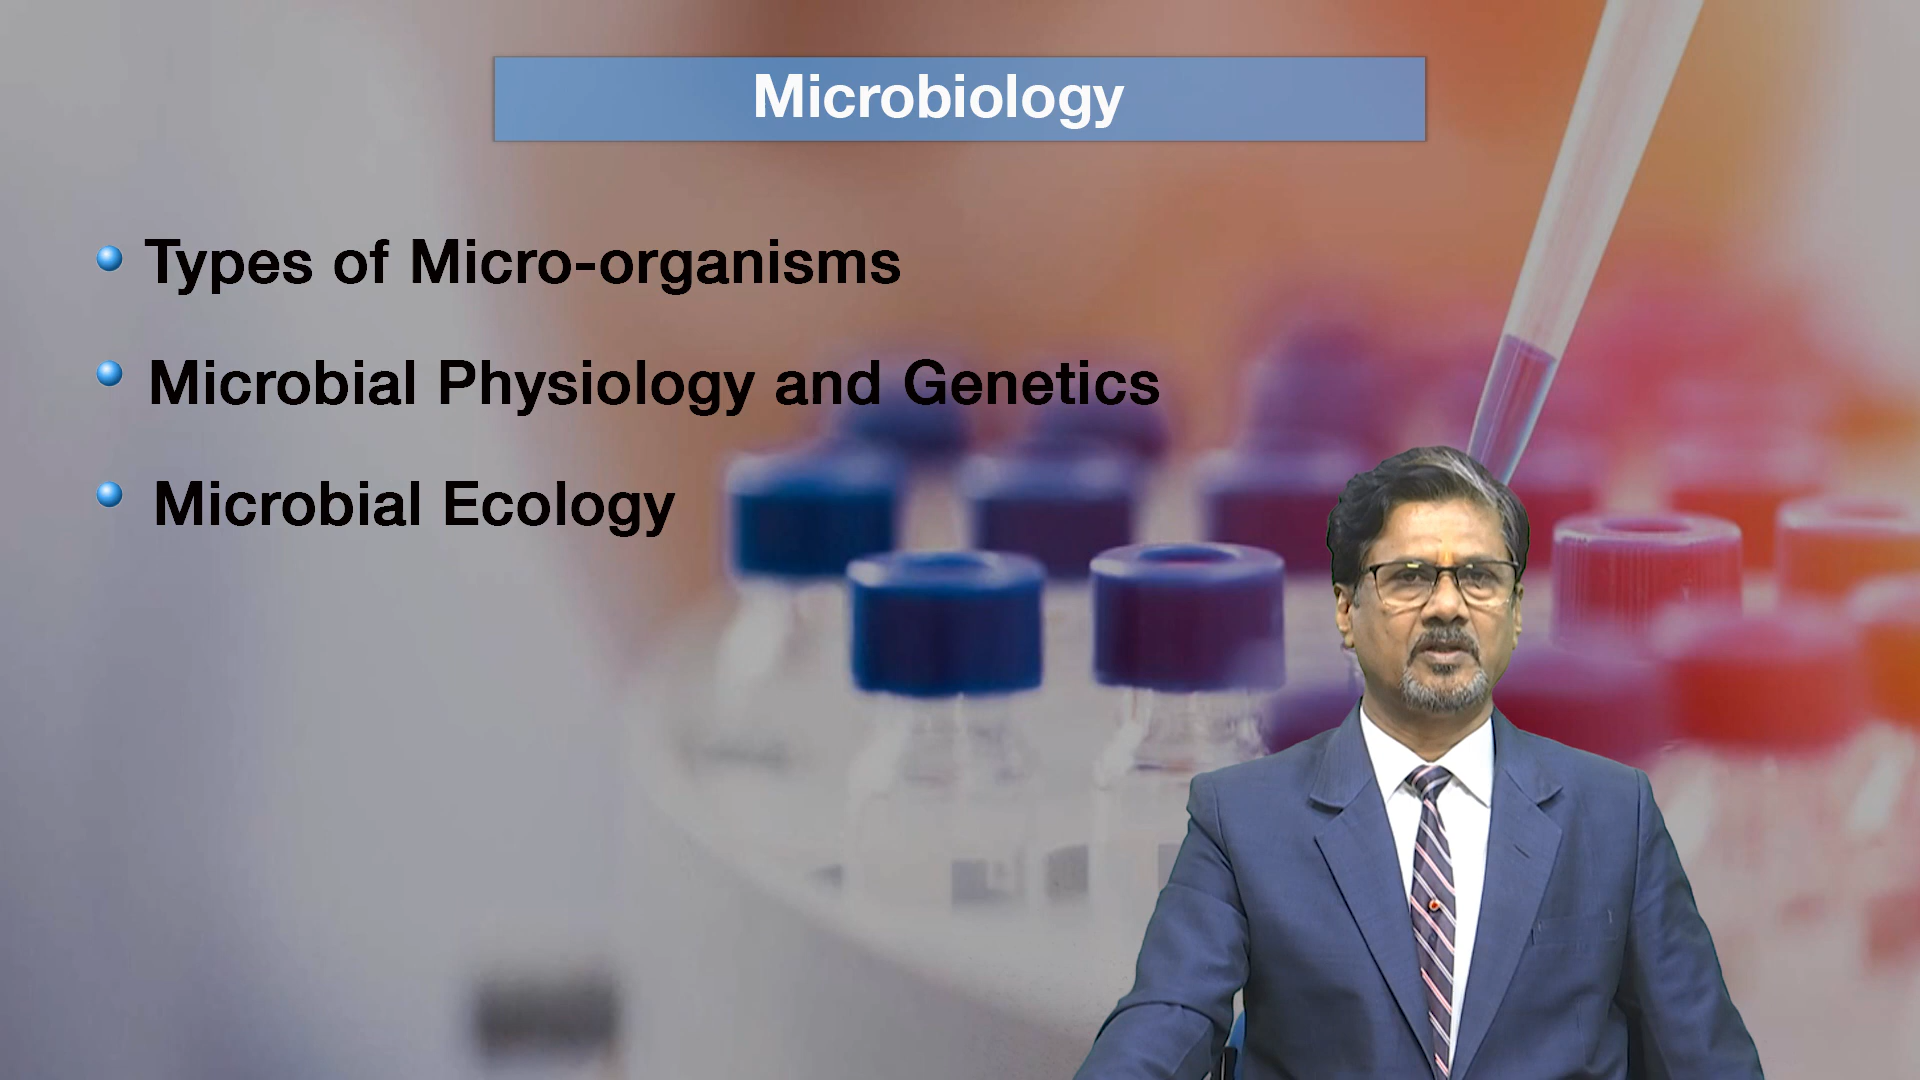 Microbiology
Types of Micro-organisms
Microbial Physiology and Genetics
Microbial Ecology